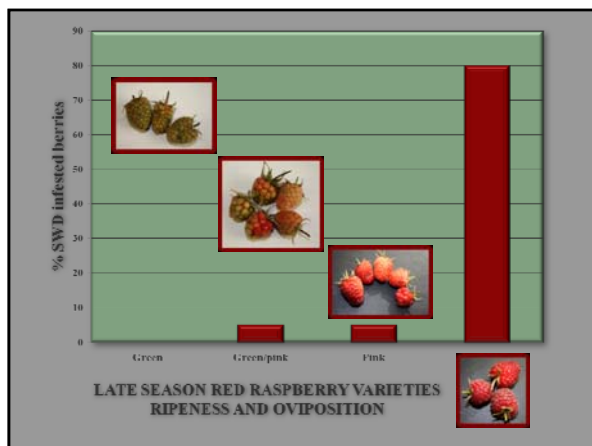 % SWD infested berries
90
80
70
60
50
40
30
20
10
0
Green
Green/pink
Pink
LATE SEASON RED RASPBERRY VARIETIES
RIPENESS AND OVIPOSITION